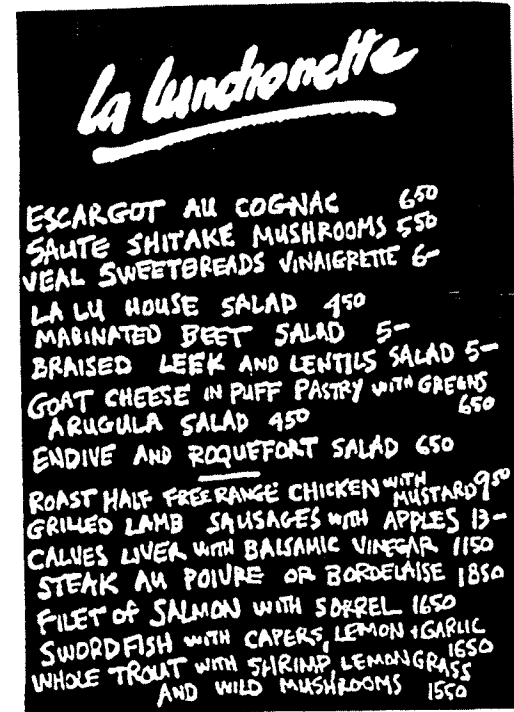 La Lunchonette
ESCARGOT AU COGNAC 650
SAUTE SHITAKE MUSHROOMS 550
VEAL SWEETBREADS VINAIGRETTE 6-
LA LU HOUSE SALAD 450
MARINATED BEET SALAD 5-
BRAISED LEEK AND LENTILS SALAD 5-
GOAT CHEESE IN PUFF PASTRY WITH GREENS
650
ARUGULA SALAD 450
ENDIVE AND ROQUEFORT SALAD 650
ROAST HALF FREE RANGE CHICKEN WITH
MUSTARD 950
GRILLED LAMB SAUSAGES WITH APPLES 13-
CALVES LIVER WITH BALSAMIC VINEGAR 1150
STEAK AU POIVRE OR BORDELAISE 1850
FILET OF SALMON WITH SORREL 1650
SWORDFISH WITH CAPERS, LEMON + GARLIC
1650
WHOLE TROUT WITH SHRIMP, LEMONGRASS
AND WILD MUSHROOMS 1550